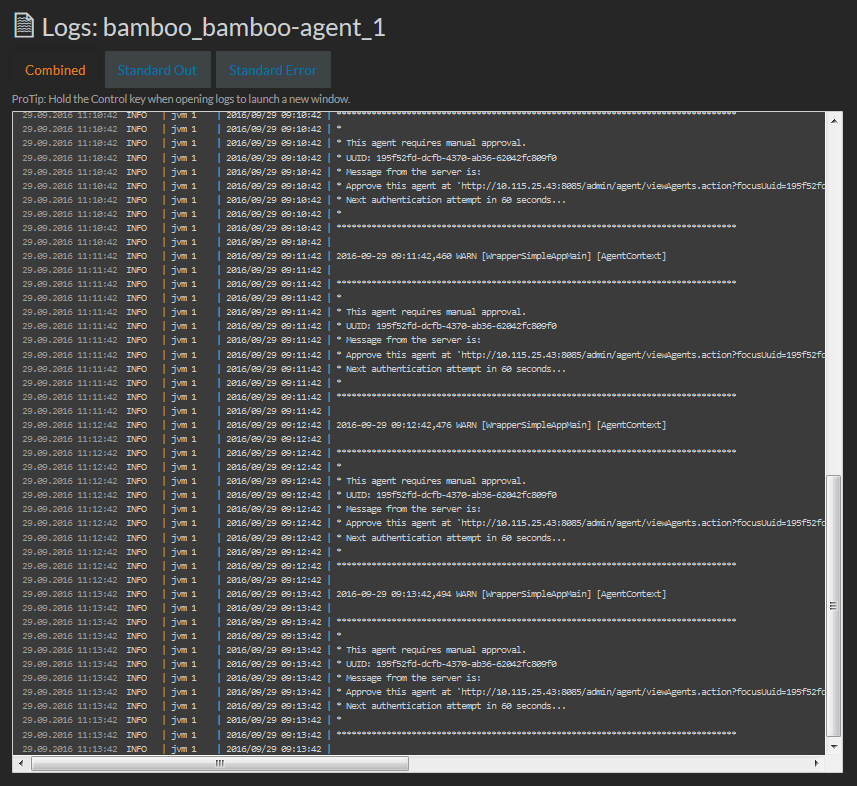 Logs: bamboo_bamboo-agent_1
Combined Standard Out Standard Error
ProTip: Hold the Control key when opening logs to launch a new window.
29.09.2016 11:10:42 INFO | jvm 1 | 2016/09/29 09:10:42 | *******************************************************************************
29.09.2016 11:10:42 INFO | jvm 1 | 2016/09/29 09:10:42 | *
29.09.2016 11:10:42 INFO | jvm 1 | 2016/09/29 09:10:42 | * This agent requires manual approval.
29.09.2016 11:10:42 INFO | jvm 1 | 2016/09/29 09:10:42 | * UUID: 195f52fd-dcfb-4370-ab36-62042fc809f0
29.09.2016 11:10:42 INFO | jvm 1 | 2016/09/29 09:10:42 | * Message from the server is:
29.09.2016 11:10:42 INFO | jvm 1 | 2016/09/29 09:10:42 | * Approve this agent at `http://10.115.25.43:8085/admin/agent/viewAgents.action?focusUuid=195f52fd
29.09.2016 11:10:42 INFO | jvm 1 | 2016/09/29 09:10:42 | * Next authentication attempt in 60 seconds...
29.09.2016 11:10:42 INFO | jvm 1 | 2016/09/29 09:10:42 | *
29.09.2016 11:10:42 INFO | jvm 1 | 2016/09/29 09:10:42 | *******************************************************************************
29.09.2016 11:10:42 INFO | jvm 1 | 2016/09/29 09:10:42 |
29.09.2016 11:11:42 INFO | jvm 1 | 2016/09/29 09:11:42 | 2016-09-29 09:11:42,460 WARN [WrapperSimpleAppMain] [AgentContext]
29.09.2016 11:11:42 INFO | jvm 1 | 2016/09/29 09:11:42 |
29.09.2016 11:11:42 INFO | jvm 1 | 2016/09/29 09:11:42 | *******************************************************************************
29.09.2016 11:11:42 INFO | jvm 1 | 2016/09/29 09:11:42 | *
29.09.2016 11:11:42 INFO | jvm 1 | 2016/09/29 09:11:42 | * This agent requires manual approval.
29.09.2016 11:11:42 INFO | jvm 1 | 2016/09/29 09:11:42 | * UUID: 195f52fd-dcfb-4370-ab36-62042fc809f0
29.09.2016 11:11:42 INFO | jvm 1 | 2016/09/29 09:11:42 | * Message from the server is:
29.09.2016 11:11:42 INFO | jvm 1 | 2016/09/29 09:11:42 | * Approve this agent at `http://10.115.25.43:8085/admin/agent/viewAgents.action?focusUuid=195f52fd
29.09.2016 11:11:42 INFO | jvm 1 | 2016/09/29 09:11:42 | * Next authentication attempt in 60 seconds...
29.09.2016 11:11:42 INFO | jvm 1 | 2016/09/29 09:11:42 | *
29.09.2016 11:11:42 INFO | jvm 1 | 2016/09/29 09:11:42 | *******************************************************************************
29.09.2016 11:11:42 INFO | jvm 1 | 2016/09/29 09:11:42 |
29.09.2016 11:12:42 INFO | jvm 1 | 2016/09/29 09:12:42 | 2016-09-29 09:12:42,476 WARN [WrapperSimpleAppMain] [AgentContext]
29.09.2016 11:12:42 INFO | jvm 1 | 2016/09/29 09:12:42 |
29.09.2016 11:12:42 INFO | jvm 1 | 2016/09/29 09:12:42 | *******************************************************************************
29.09.2016 11:12:42 INFO | jvm 1 | 2016/09/29 09:12:42 | *
29.09.2016 11:12:42 INFO | jvm 1 | 2016/09/29 09:12:42 | * This agent requires manual approval.
29.09.2016 11:12:42 INFO | jvm 1 | 2016/09/29 09:12:42 | * UUID: 195f52fd-dcfb-4370-ab36-62042fc809f0
29.09.2016 11:12:42 INFO | jvm 1 | 2016/09/29 09:12:42 | * Message from the server is:
29.09.2016 11:12:42 INFO | jvm 1 | 2016/09/29 09:12:42 | * Approve this agent at `http://10.115.25.43:8085/admin/agent/viewAgents.action?focusUuid=195f52fd
29.09.2016 11:12:42 INFO | jvm 1 | 2016/09/29 09:12:42 | * Next authentication attempt in 60 seconds...
29.09.2016 11:12:42 INFO | jvm 1 | 2016/09/29 09:12:42 | *
29.09.2016 11:12:42 INFO | jvm 1 | 2016/09/29 09:12:42 | *******************************************************************************
29.09.2016 11:12:42 INFO | jvm 1 | 2016/09/29 09:12:42 |
29.09.2016 11:13:42 INFO | jvm 1 | 2016/09/29 09:13:42 | 2016-09-29 09:13:42,494 WARN [WrapperSimpleAppMain] [AgentContext]
29.09.2016 11:13:42 INFO | jvm 1 | 2016/09/29 09:13:42 |
29.09.2016 11:13:42 INFO | jvm 1 | 2016/09/29 09:13:42 | *******************************************************************************
29.09.2016 11:13:42 INFO | jvm 1 | 2016/09/29 09:13:42 | *
29.09.2016 11:13:42 INFO | jvm 1 | 2016/09/29 09:13:42 | * This agent requires manual approval.
29.09.2016 11:13:42 INFO | jvm 1 | 2016/09/29 09:13:42 | * UUID: 195f52fd-dcfb-4370-ab36-62042fc809f0
29.09.2016 11:13:42 INFO | jvm 1 | 2016/09/29 09:13:42 | * Message from the server is:
29.09.2016 11:13:42 INFO | jvm 1 | 2016/09/29 09:13:42 | * Approve this agent at `http://10.115.25.43:8085/admin/agent/viewAgents.action?focusUuid=195f52fd
29.09.2016 11:13:42 INFO | jvm 1 | 2016/09/29 09:13:42 | * Next authentication attempt in 60 seconds...
29.09.2016 11:13:42 INFO | jvm 1 | 2016/09/29 09:13:42 | *
29.09.2016 11:13:42 INFO | jvm 1 | 2016/09/29 09:13:42 | *******************************************************************************
29.09.2016 11:13:42 INFO | jvm 1 | 2016/09/29 09:13:42 |